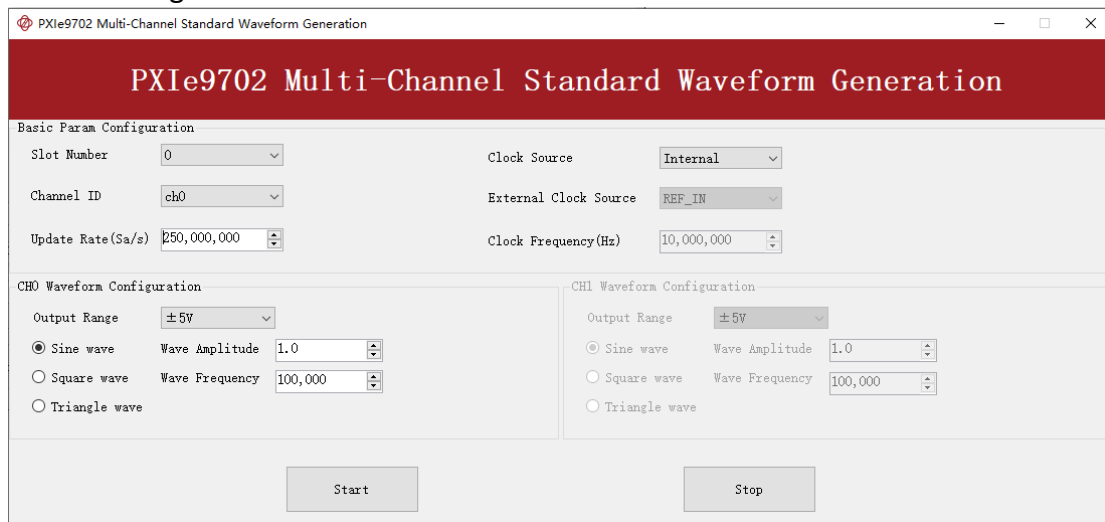 PXIe9702 Multi-Channel Standard Waveform Generation
PXIe9702 Multi-Channel Standard Waveform Generation
Basic Param Configuration
Slot Number 0 Clock Source Internal
Channel ID ch0 External Clock Source REF_IN
Update Rate(Sa/s) 250,000,000 Clock Frequency(Hz) 10,000,000
CH0 Waveform Configuration
Output Range ±5V
Sine wave Wave Amplitude 1.0
Square wave Wave Frequency 100,000
Triangle wave
CH1 Waveform Configuration
Output Range ±5V
Sine wave Wave Amplitude 1.0
Square wave Wave Frequency 100,000
Triangle wave
Start Stop